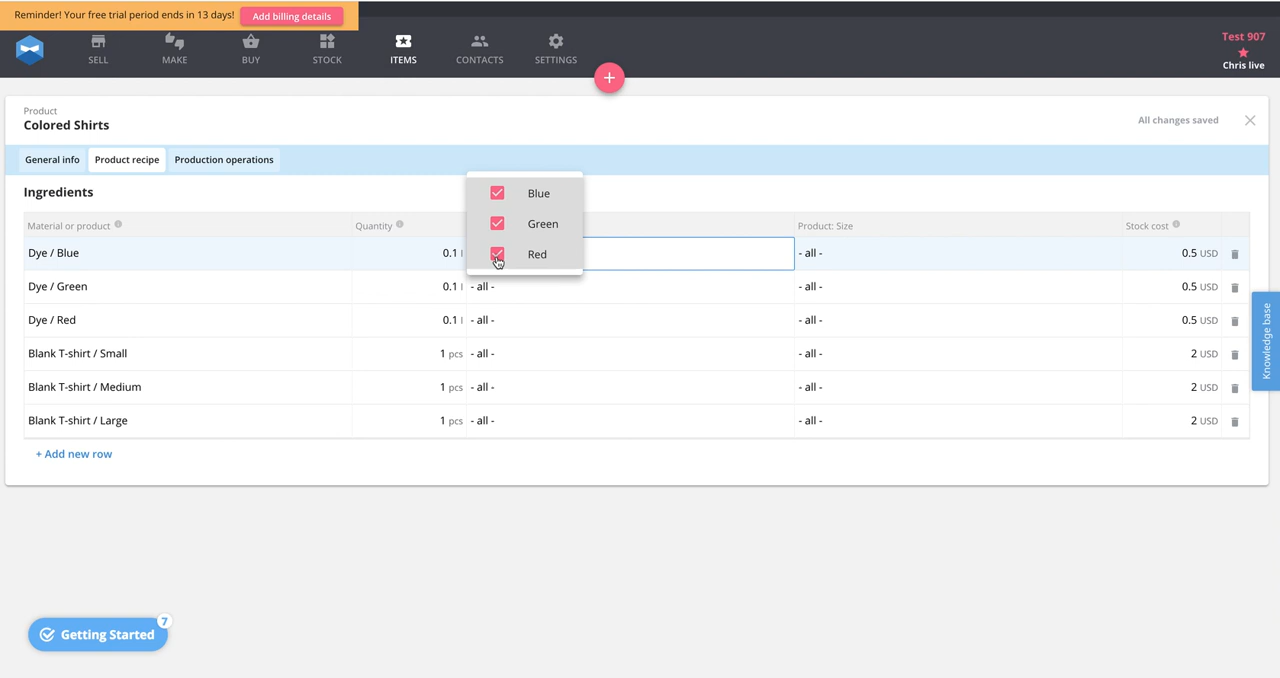 Reminder! Your free trial period ends in 13 days! Add billing details
SELL MAKE BUY STOCK ITEMS CONTACTS SETTINGS
Test 907
Chris live
+
Product
Colored Shirts
All changes saved
General info Product recipe Production operations
Ingredients
Material or product Quantity Product: Size Stock cost
Blue
Green
Red
Dye / Blue 0.1 - all - 0.5 USD
Dye / Green 0.1 l - all - - all - 0.5 USD
Dye / Red 0.1 l - all - - all - 0.5 USD
Blank T-shirt / Small 1 pcs - all - - all - 2 USD
Blank T-shirt / Medium 1 pcs - all - - all - 2 USD
Blank T-shirt / Large 1 pcs - all - - all - 2 USD
+ Add new row
Knowledge base
Getting Started 7